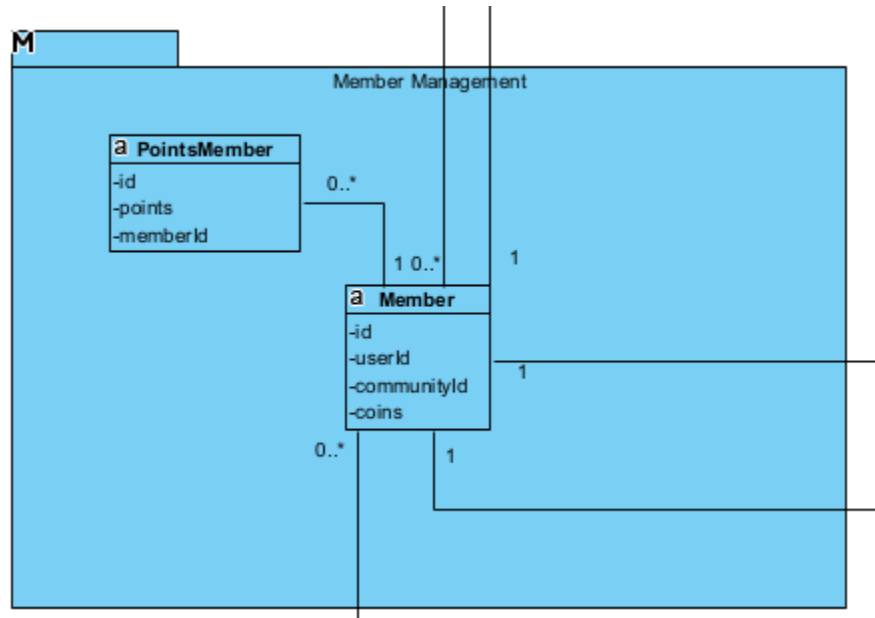 M
Member Management
a PointsMember
-id
-points
-memberId
0..*
1 0..*
1
a Member
-id
-userId
-communityId
-coins
1
0..*
1